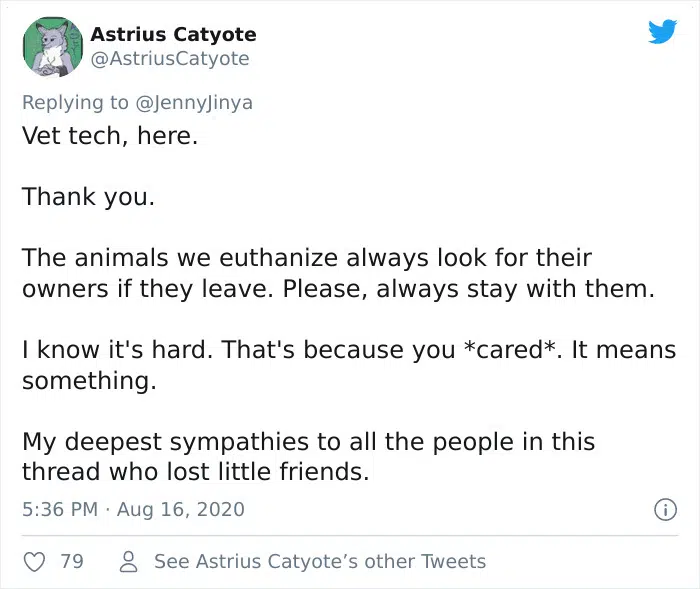 Astrius Catyote
@AstriusCatyote
Replying to @JennyJinya
Vet tech, here.
Thank you.
The animals we euthanize always look for their
owners if they leave. Please, always stay with them.
I know it's hard. That's because you *cared*. It means
something.
My deepest sympathies to all the people in this
thread who lost little friends.
5:36 PM · Aug 16, 2020
79 See Astrius Catyote’s other Tweets